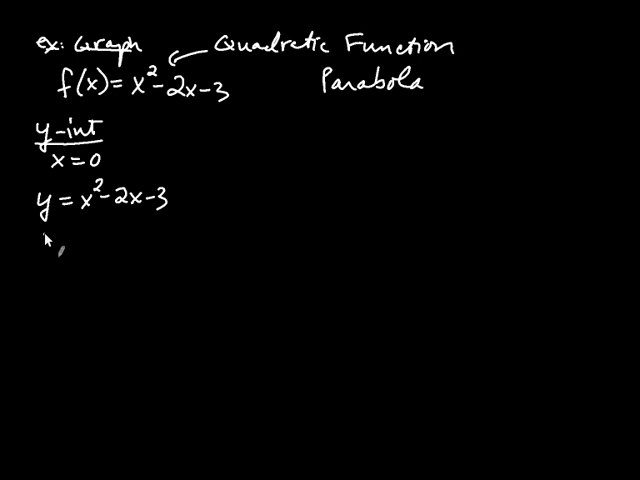 ex: Graph Quadratic Function
f(x) = x² - 2x - 3 Parabola
y-int
x = 0
y = x² - 2x - 3